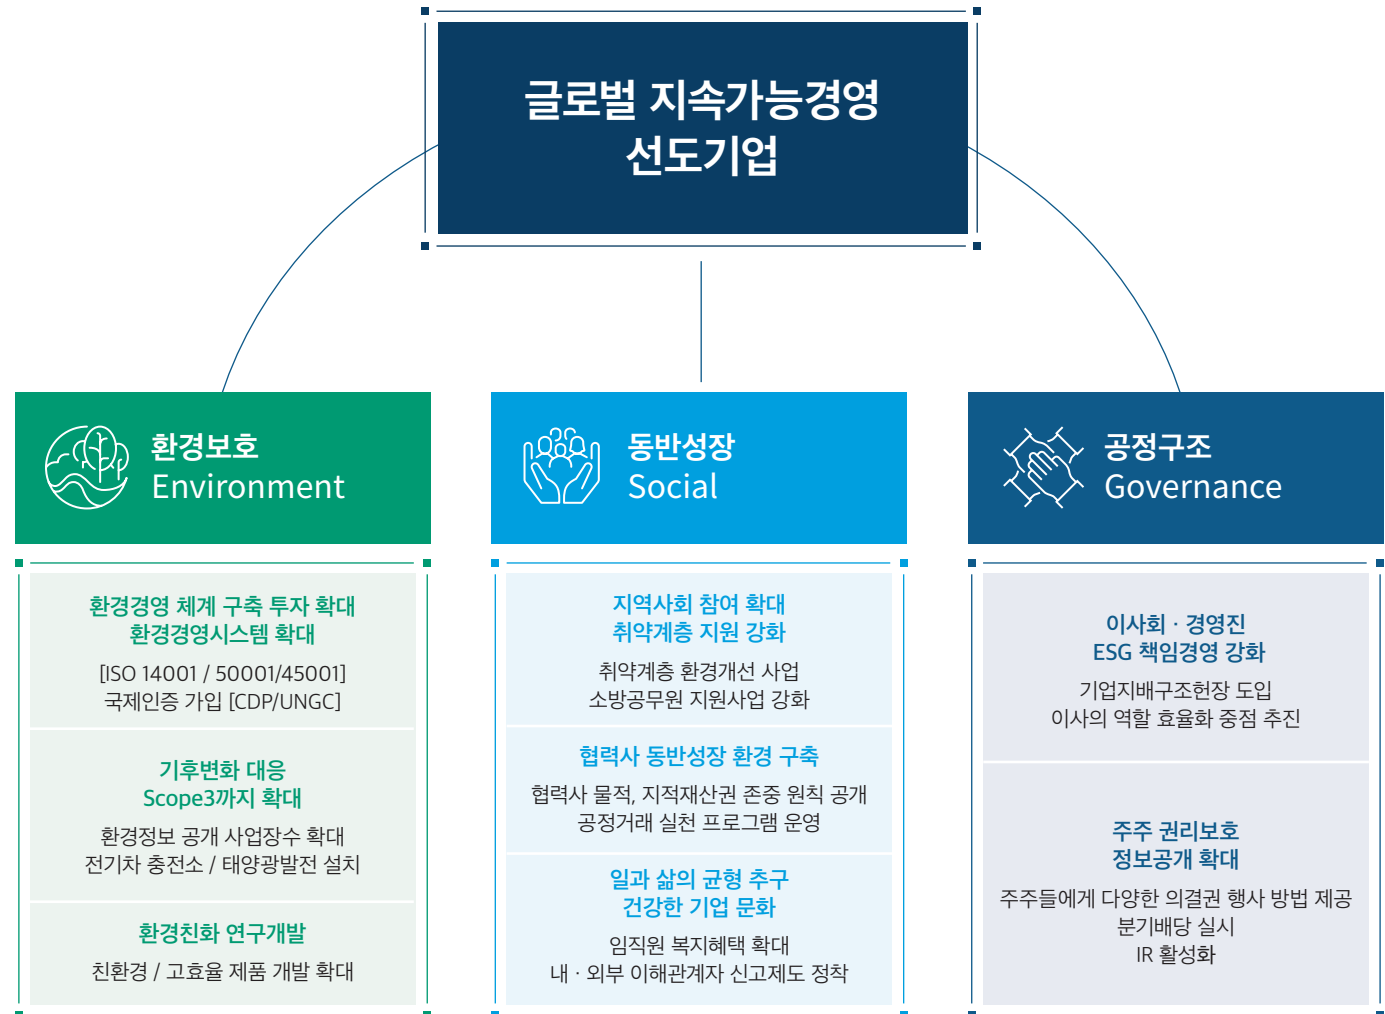 글로벌 지속가능경영
선도기업
환경보호
Environment
환경경영 체계 구축 투자 확대
환경경영시스템 확대
[ISO 14001 / 50001/45001]
국제인증 가입 [CDP/UNGC]
기후변화 대응
Scope3까지 확대
환경정보 공개 사업장수 확대
전기차 충전소 / 태양광발전 설치
환경친화 연구개발
친환경 / 고효율 제품 개발 확대
동반성장
Social
지역사회 참여 확대
취약계층 지원 강화
취약계층 환경개선 사업
소방공무원 지원사업 강화
협력사 동반성장 환경 구축
협력사 물적, 지적재산권 존중 원칙 공개
공정거래 실천 프로그램 운영
일과 삶의 균형 추구
건강한 기업 문화
임직원 복지혜택 확대
내 · 외부 이해관계자 신고제도 정착
공정구조
Governance
이사회 · 경영진
ESG 책임경영 강화
기업지배구조헌장 도입
이사의 역할 효율화 중점 추진
주주 권리보호
정보공개 확대
주주들에게 다양한 의결권 행사 방법 제공
분기배당 실시
IR 활성화